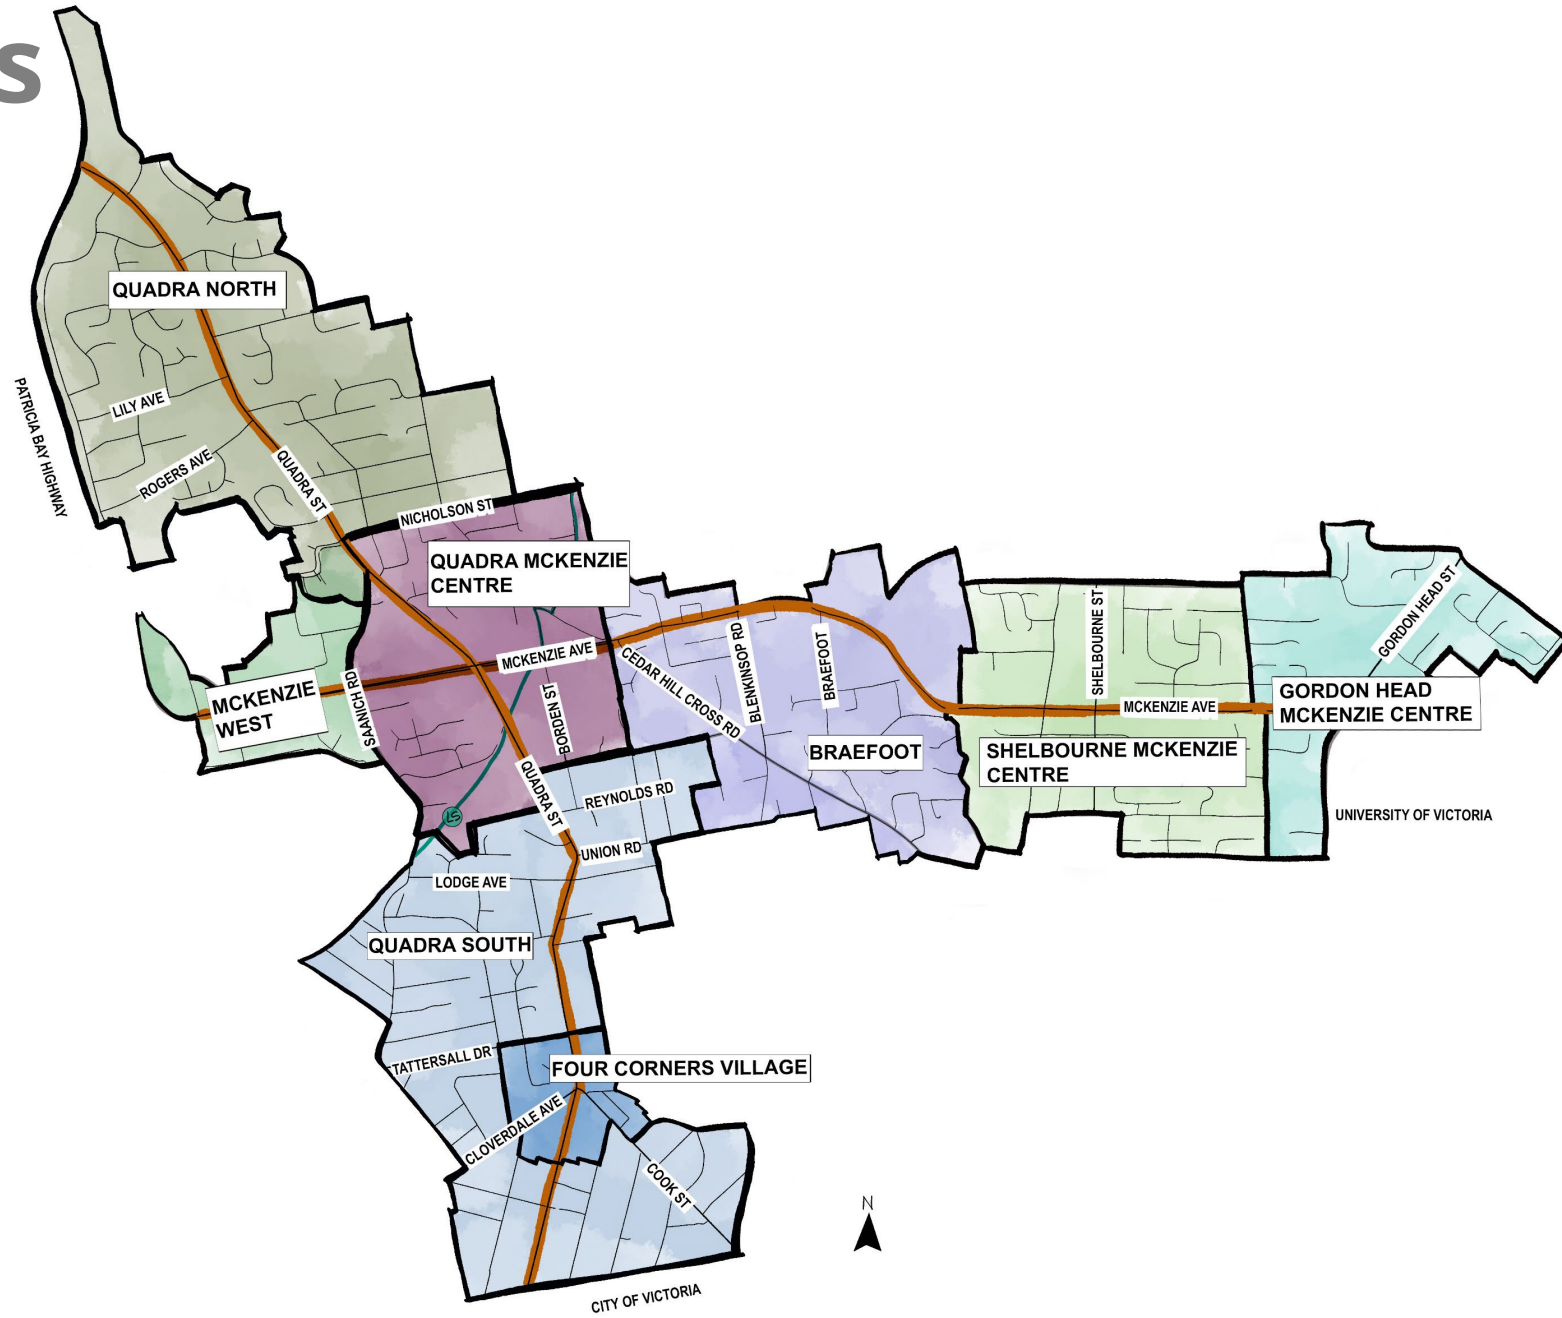 s
QUADRA NORTH
LILY AVE
ROGERS AVE
PATRICIA BAY HIGHWAY
QUADRA ST
NICHOLSON ST
QUADRA MCKENZIE
CENTRE
MCKENZIE AVE
MCKENZIE
WEST
SAANICH RD
BORDEN ST
CEDAR HILL CROSS RD
BLENKINSOP RD
BRAEFOOT
BRAEFOOT
SHELBOURNE ST
MCKENZIE AVE
SHELBOURNE MCKENZIE
CENTRE
GORDON HEAD ST
GORDON HEAD
MCKENZIE CENTRE
UNIVERSITY OF VICTORIA
QUADRA ST
REYNOLDS RD
LS
UNION RD
LODGE AVE
QUADRA SOUTH
TATTERSALL DR
FOUR CORNERS VILLAGE
CLOVERDALE AVE
COOK ST
N
CITY OF VICTORIA